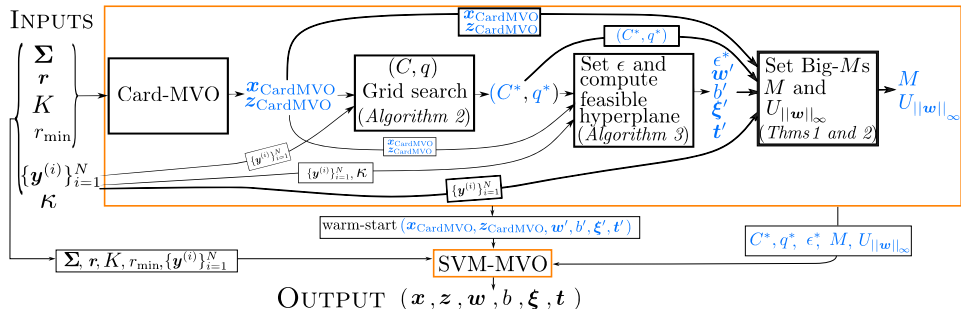 INPUTS
Σ
r
K
r_min
{y^(i)}_{i=1}^N
κ
Card-MVO
x_CardMVO
z_CardMVO
(C, q)
Grid search
(Algorithm 2)
(C*, q*)
Set ϵ and
compute
feasible
hyperplane
(Algorithm 3)
x_CardMVO
z_CardMVO
(C*, q*)
ϵ*
w′
b′
ξ′
t′
Set Big-Ms
M and
U_{||w||_∞}
(Thms 1 and 2)
M
U_{||w||_∞}
x_CardMVO
z_CardMVO
{y^(i)}_{i=1}^N
{y^(i)}_{i=1}^N, κ
{y^(i)}_{i=1}^N
warm-start (x_CardMVO, z_CardMVO, w′, b′, ξ′, t′)
C*, q*, ϵ*, M, U_{||w||_∞}
Σ, r, K, r_min, {y^(i)}_{i=1}^N
SVM-MVO
OUTPUT (x, z, w, b, ξ, t)